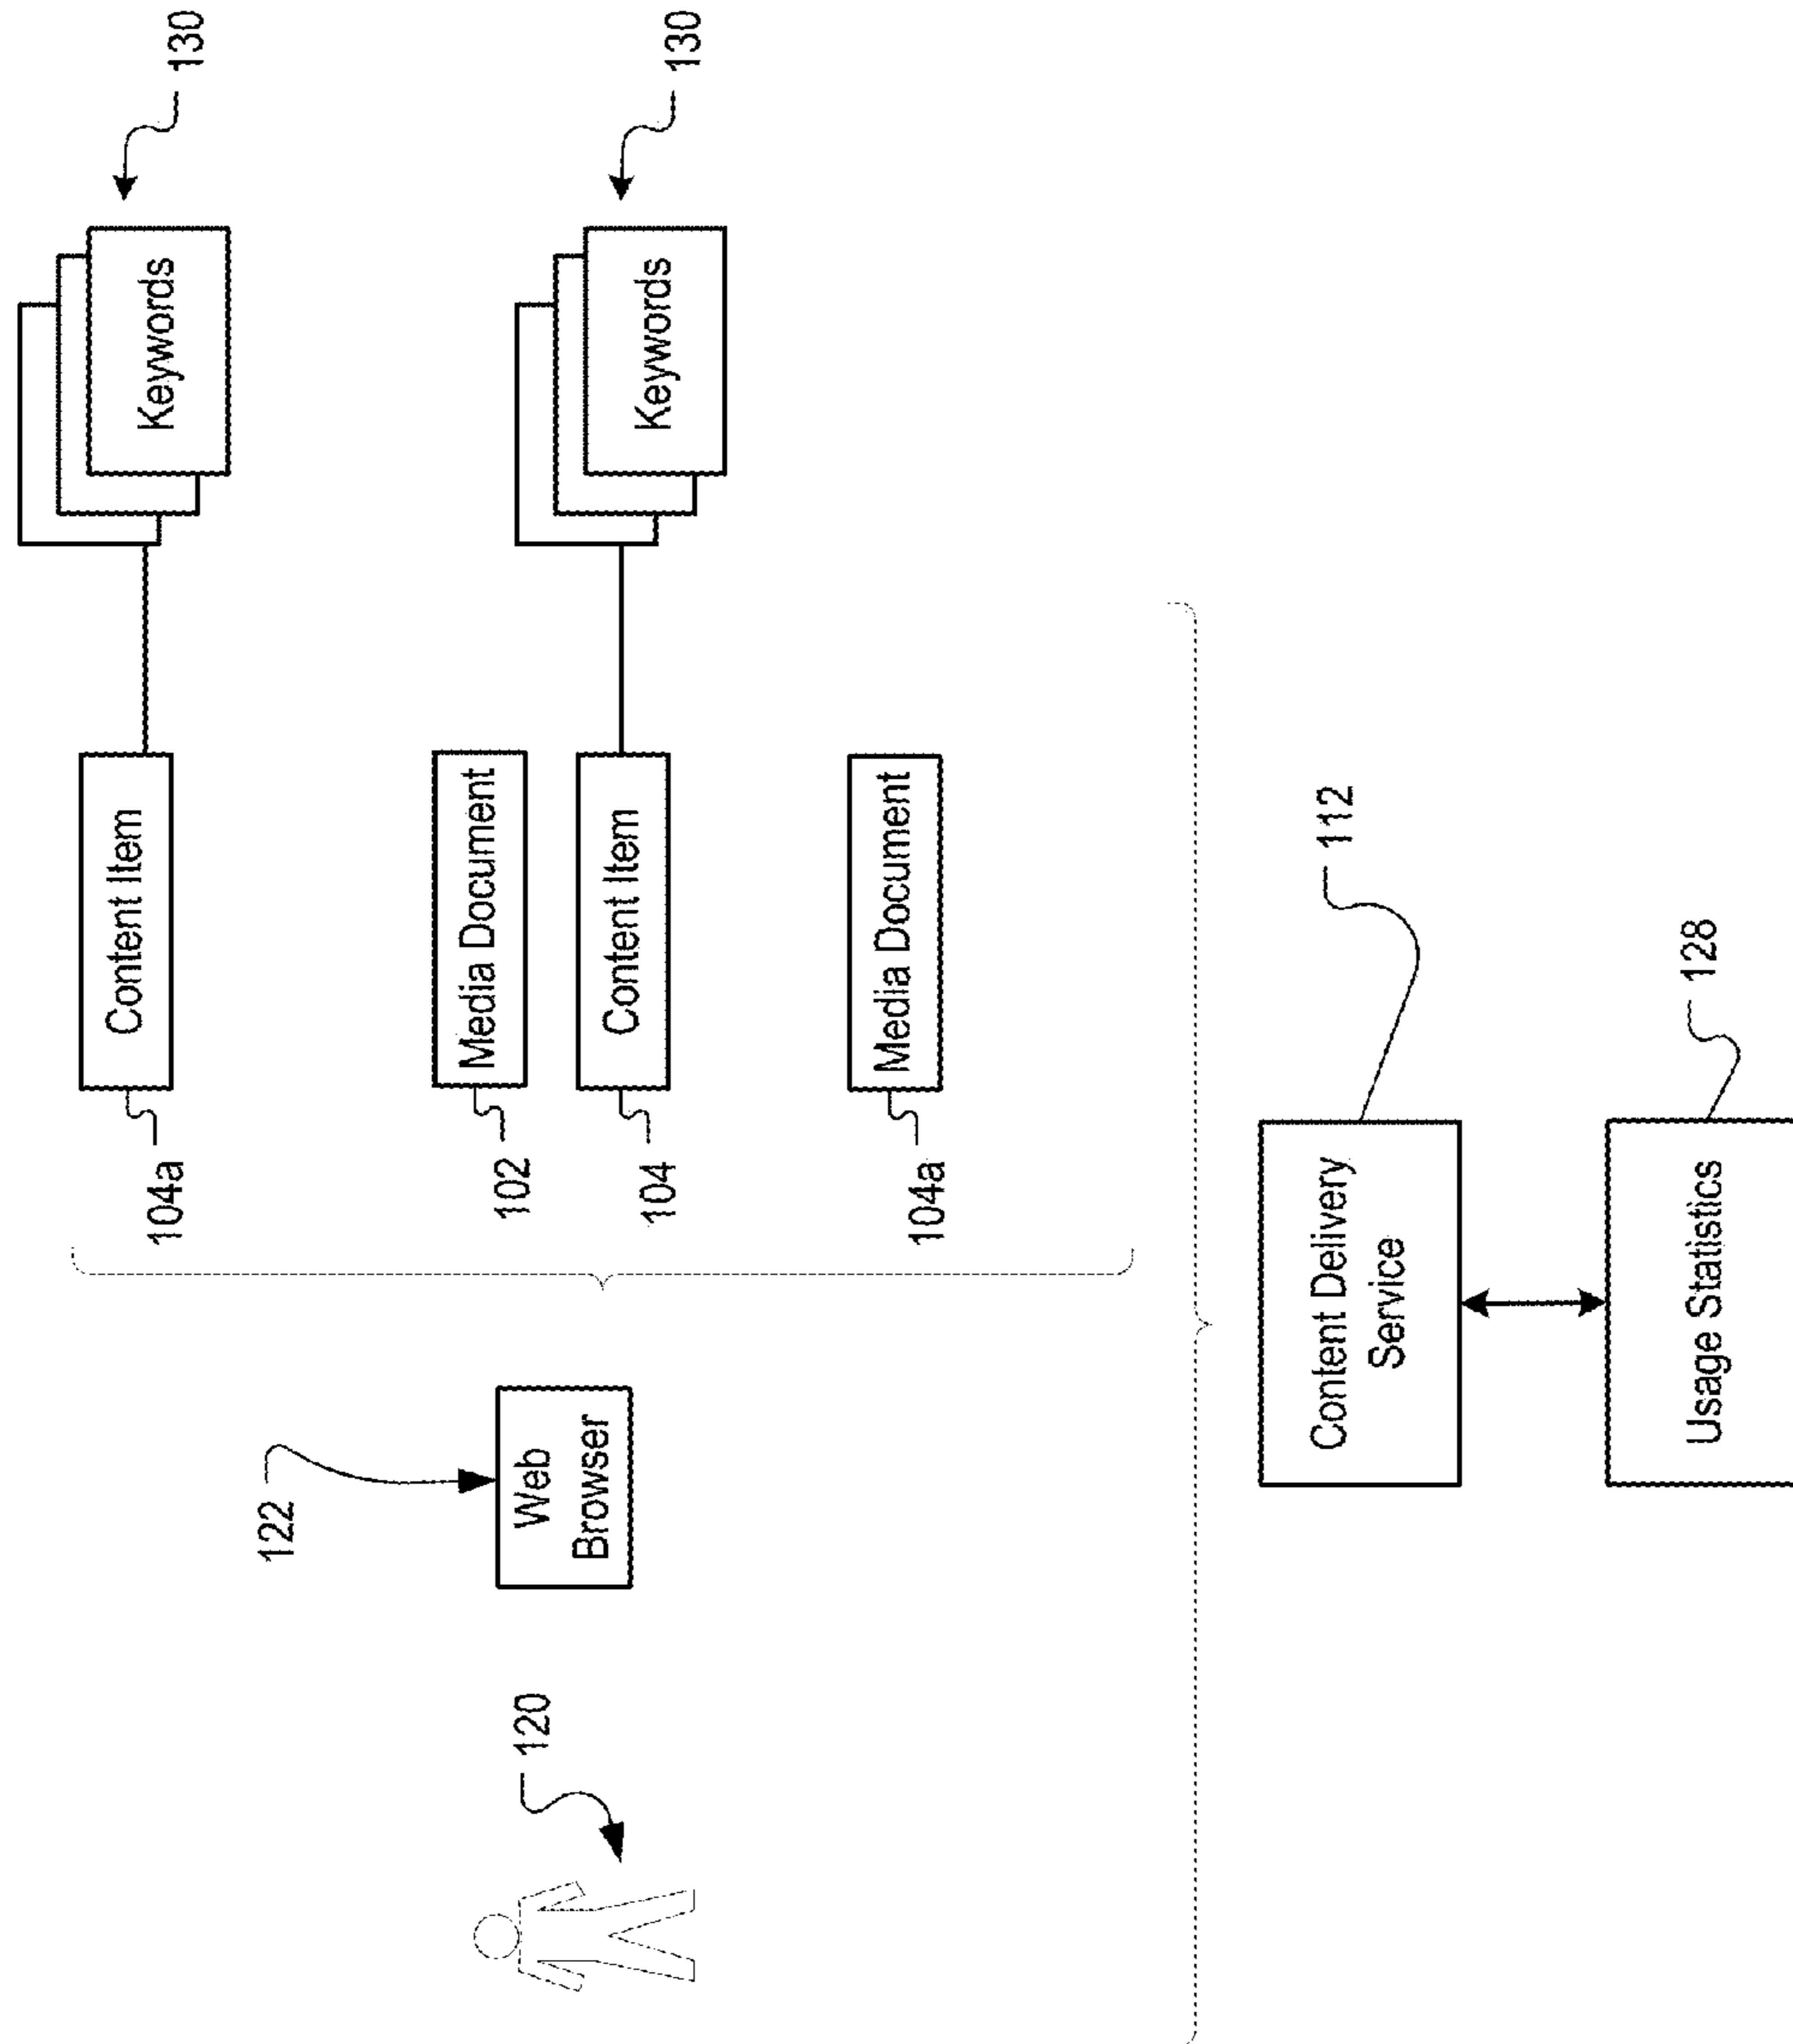 104a
Content Item
Keywords
130
122
Web
Browser
120
102
Media Document
104
Content Item
Keywords
130
104a
Media Document
Content Delivery
Service
112
Usage Statistics
128